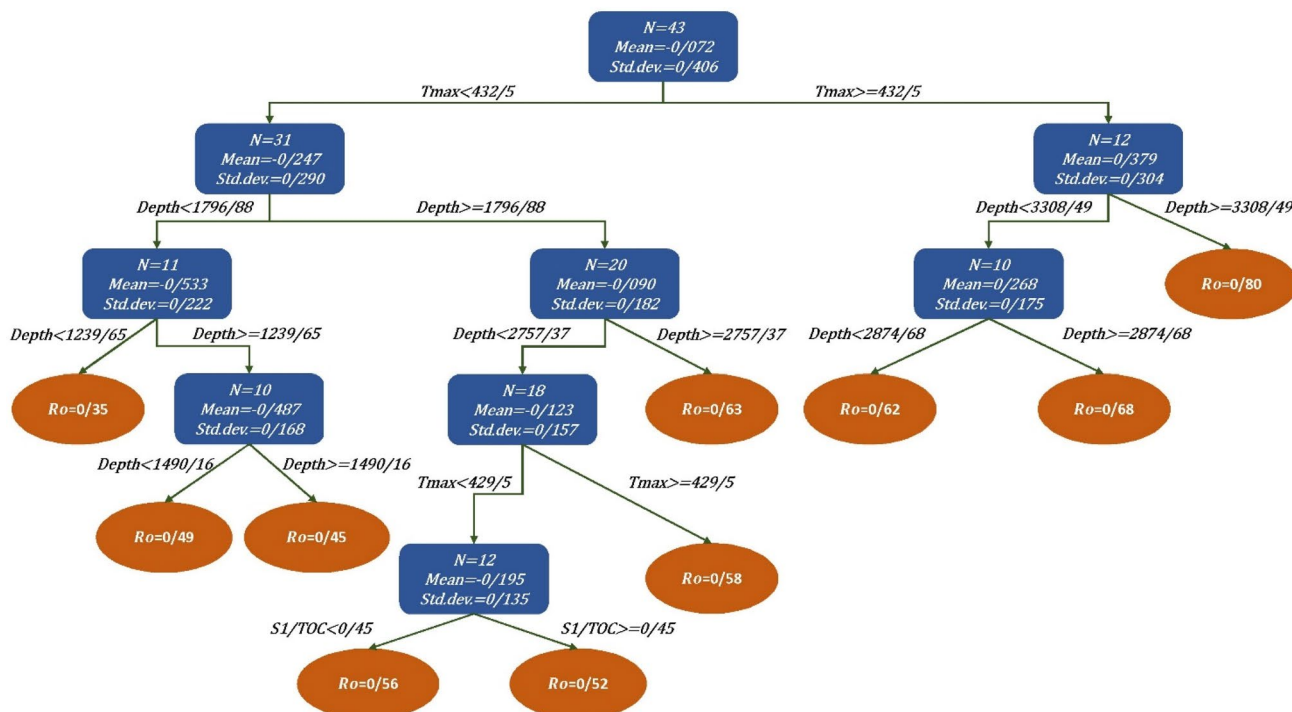 N=43
Mean=-0/072
Std.dev.=0/406
Tmax<432/5
Tmax>=432/5
N=31
Mean=-0/247
Std.dev.=0/290
N=12
Mean=0/379
Std.dev.=0/304
Depth<1796/88
Depth>=1796/88
Depth<3308/49
Depth>=3308/49
N=11
Mean=-0/533
Std.dev.=0/222
N=20
Mean=-0/090
Std.dev.=0/182
N=10
Mean=0/268
Std.dev.=0/175
Ro=0/80
Depth<1239/65
Depth>=1239/65
Depth<2757/37
Depth>=2757/37
Depth<2874/68
Depth>=2874/68
Ro=0/35
N=10
Mean=-0/487
Std.dev.=0/168
N=18
Mean=-0/123
Std.dev.=0/157
Ro=0/63
Ro=0/62
Ro=0/68
Depth<1490/16
Depth>=1490/16
Tmax<429/5
Tmax>=429/5
Ro=0/49
Ro=0/45
N=12
Mean=-0/195
Std.dev.=0/135
Ro=0/58
S1/TOC<0/45
S1/TOC>=0/45
Ro=0/56
Ro=0/52